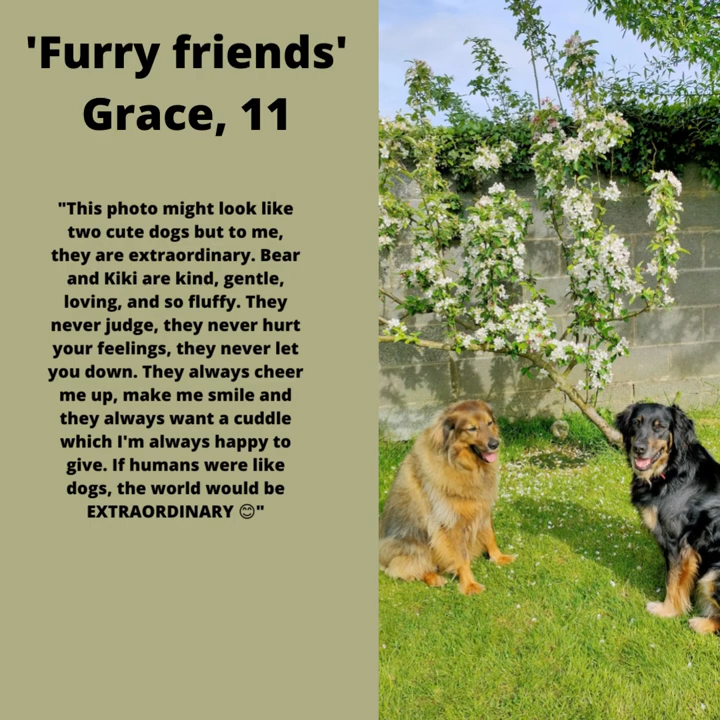 'Furry friends'
Grace, 11
"This photo might look like
two cute dogs but to me,
they are extraordinary. Bear
and Kiki are kind, gentle,
loving, and so fluffy. They
never judge, they never hurt
your feelings, they never let
you down. They always cheer
me up, make me smile and
they always want a cuddle
which I'm always happy to
give. If humans were like
dogs, the world would be
EXTRAORDINARY 😊"